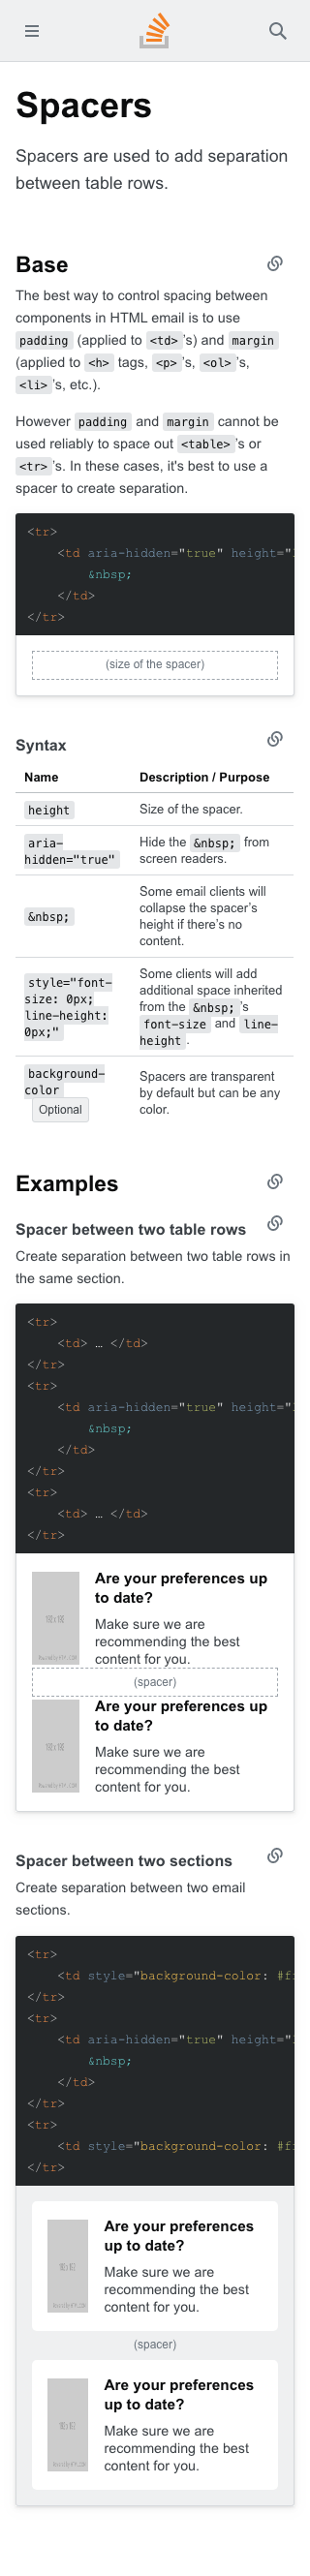 Spacers
Spacers are used to add separation
between table rows.
Base
The best way to control spacing between
components in HTML email is to use
padding (applied to <td>'s) and margin
(applied to <h> tags, <p>'s, <ol>'s,
<li>'s, etc.).
However padding and margin cannot be
used reliably to space out <table>'s or
<tr>'s. In these cases, it's best to use a
spacer to create separation.
<tr>
<td aria-hidden="true" height="
&nbsp;
</td>
</tr>
(size of the spacer)
Syntax
Name Description / Purpose
height Size of the spacer.
aria- Hide the &nbsp; from
hidden="true" screen readers.
Some email clients will
collapse the spacer's
&nbsp; height if there's no
content.
style="font- Some clients will add
size: 0px; additional space inherited
line-height: from the &nbsp;'s
0px;" font-size and line-
height.
background- Spacers are transparent
color by default but can be any
Optional color.
Examples
Spacer between two table rows
Create separation between two table rows in
the same section.
<tr>
<td> … </td>
</tr>
<tr>
<td aria-hidden="true" height="
&nbsp;
</td>
</tr>
<tr>
<td> … </td>
</tr>
Are your preferences up
to date?
Make sure we are
recommending the best
content for you.
(spacer)
Are your preferences up
to date?
Make sure we are
recommending the best
content for you.
Spacer between two sections
Create separation between two email
sections.
<tr>
<td style="background-color: #f
</tr>
<tr>
<td aria-hidden="true" height="
&nbsp;
</td>
</tr>
<tr>
<td style="background-color: #f
</tr>
Are your preferences
up to date?
Make sure we are
recommending the best
content for you.
(spacer)
Are your preferences
up to date?
Make sure we are
recommending the best
content for you.